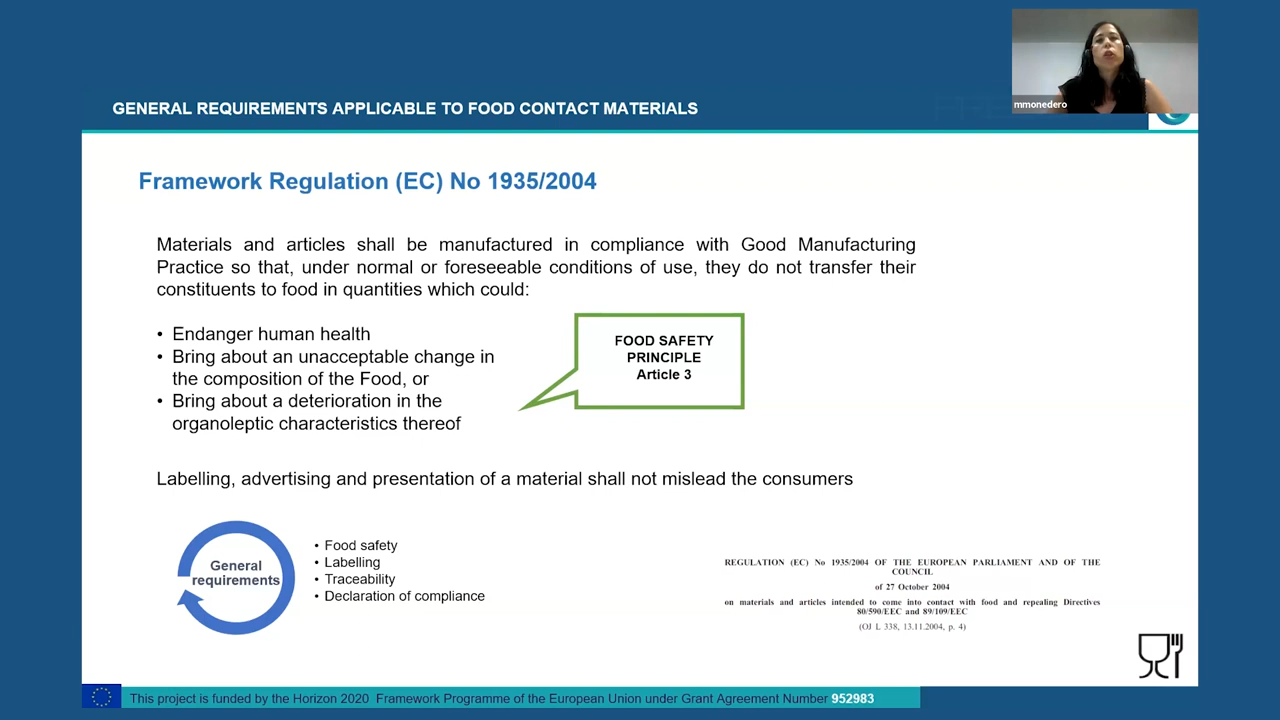 mmonedero
GENERAL REQUIREMENTS APPLICABLE TO FOOD CONTACT MATERIALS
Framework Regulation (EC) No 1935/2004
Materials and articles shall be manufactured in compliance with Good Manufacturing
Practice so that, under normal or foreseeable conditions of use, they do not transfer their
constituents to food in quantities which could:
• Endanger human health
• Bring about an unacceptable change in
the composition of the Food, or
• Bring about a deterioration in the
organoleptic characteristics thereof
FOOD SAFETY
PRINCIPLE
Article 3
Labelling, advertising and presentation of a material shall not mislead the consumers
General
requirements
• Food safety
• Labelling
• Traceability
• Declaration of compliance
REGULATION (EC) No 1935/2004 OF THE EUROPEAN PARLIAMENT AND OF THE
COUNCIL
of 27 October 2004
on materials and articles intended to come into contact with food and repealing Directives
80/590/EEC and 89/109/EEC
(OJ L 338, 13.11.2004, p. 4)
This project is funded by the Horizon 2020 Framework Programme of the European Union under Grant Agreement Number 952983